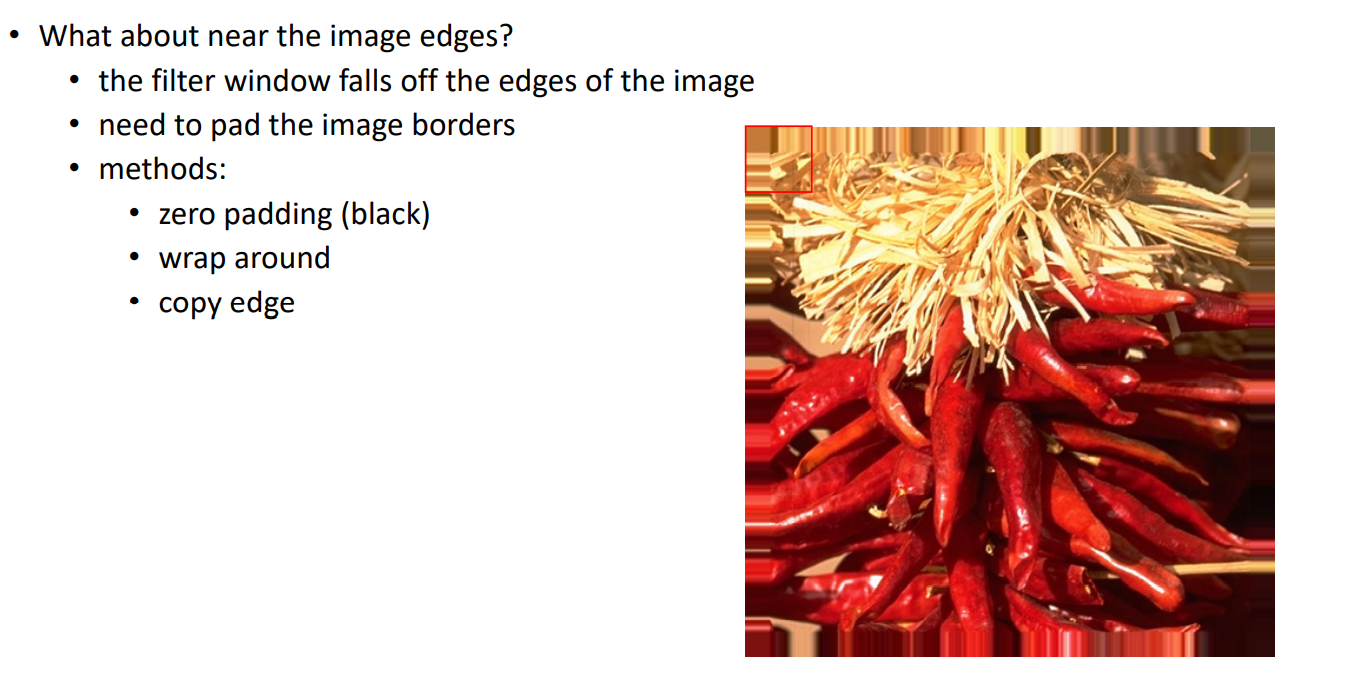 • What about near the image edges?
• the filter window falls off the edges of the image
• need to pad the image borders
• methods:
• zero padding (black)
• wrap around
• copy edge